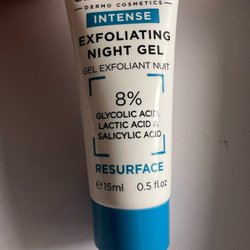 DERMO COSMETICS
INTENSE
EXFOLIATING
NIGHT GEL
GEL EXFOLIANT NUIT
8%
GLYCOLIC ACID,
LACTIC ACID &
SALICYLIC ACID
RESURFACE
e 15ml 0.5 fl.oz